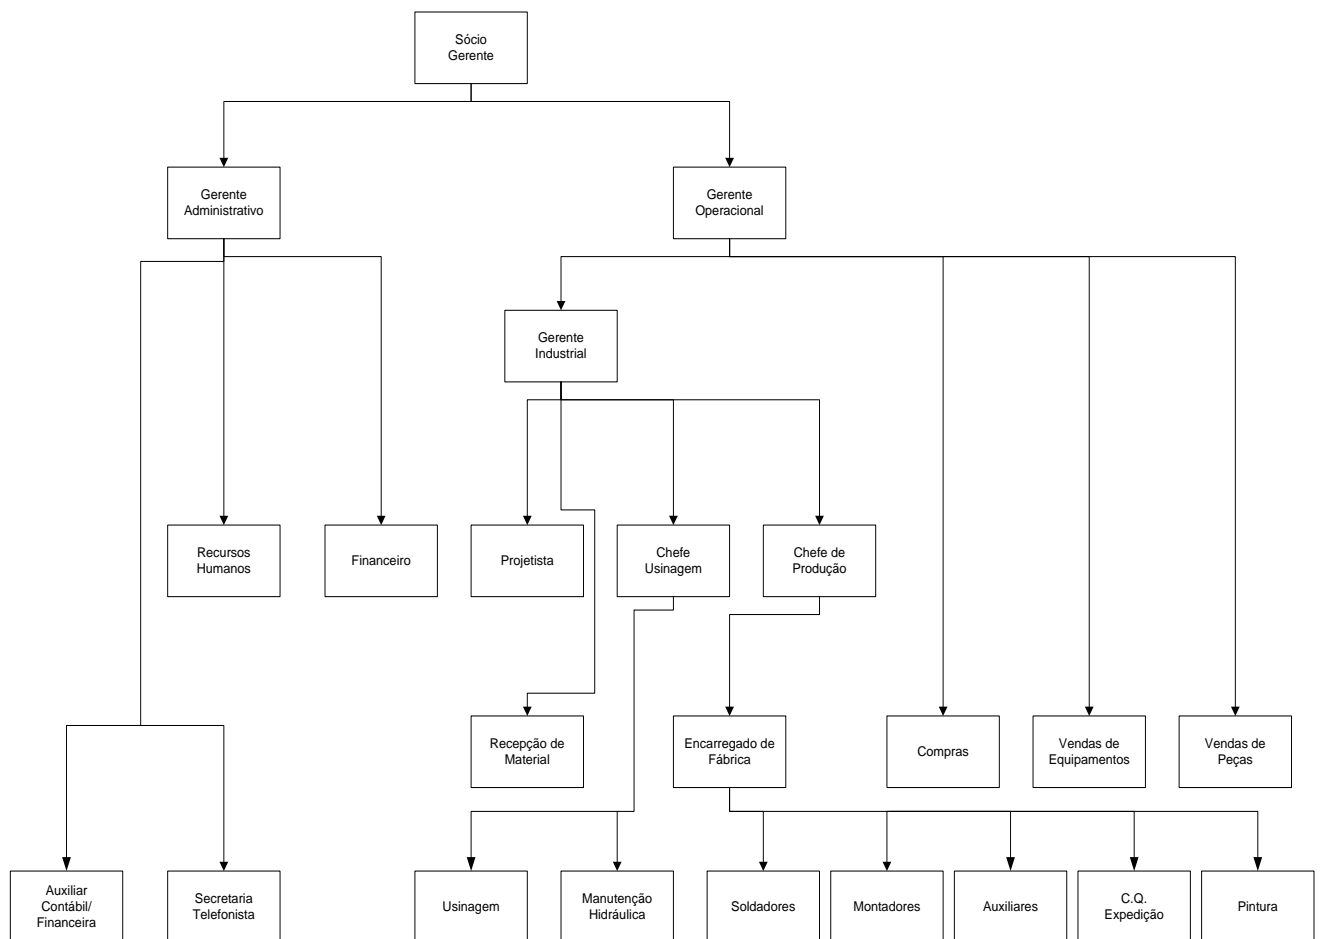 Sócio
Gerente
Gerente
Administrativo
Gerente
Operacional
Gerente
Industrial
Recursos
Humanos
Financeiro
Projetista
Chefe
Usinagem
Chefe de
Produção
Recepção de
Material
Encarregado de
Fábrica
Compras
Vendas de
Equipamentos
Vendas de
Peças
Auxiliar
Contábil/
Financeira
Secretaria
Telefonista
Usinagem
Manutenção
Hidráulica
Soldadores
Montadores
Auxiliares
C.Q.
Expedição
Pintura